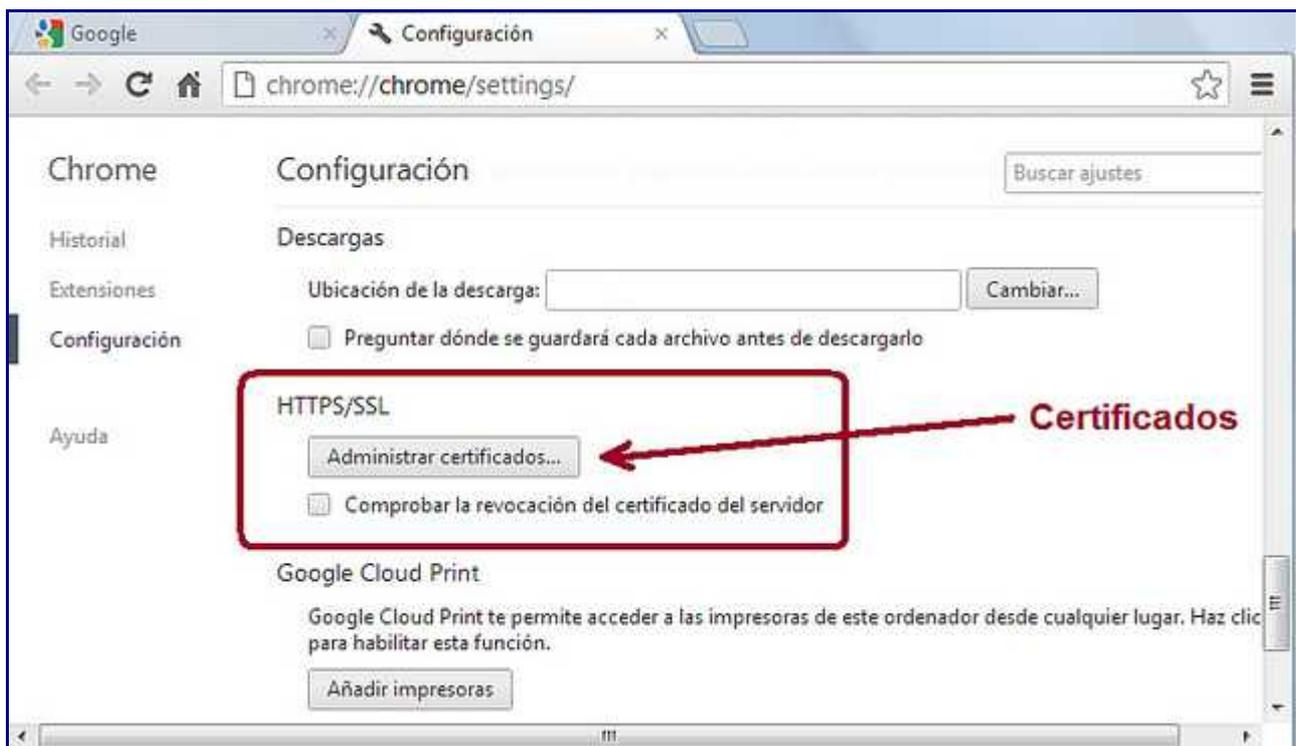 Google
Configuración
chrome://chrome/settings/
Chrome
Configuración
Buscar ajustes
Historial
Extensiones
Configuración
Ayuda
Descargas
Ubicación de la descarga:
Cambiar...
Preguntar dónde se guardará cada archivo antes de descargarlo
HTTPS/SSL
Administrar certificados...
Comprobar la revocación del certificado del servidor
Certificados
Google Cloud Print
Google Cloud Print te permite acceder a las impresoras de este ordenador desde cualquier lugar. Haz clic
para habilitar esta función.
Añadir impresoras